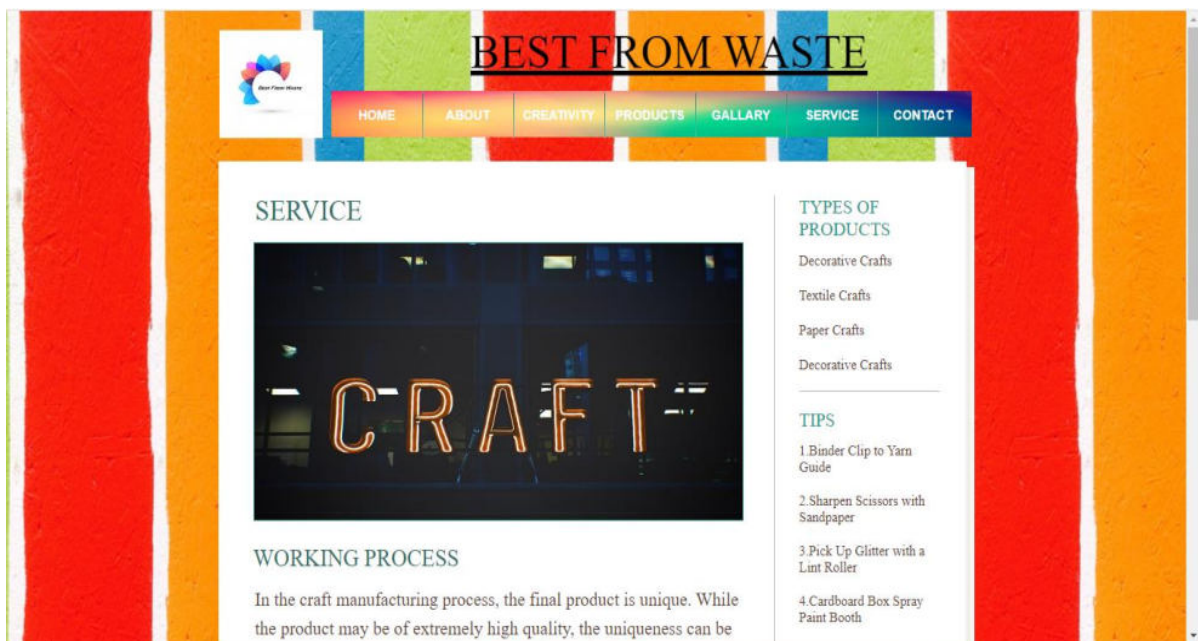 BEST FROM WASTE
Best From Waste
HOME ABOUT CREATIVITY PRODUCTS GALLARY SERVICE CONTACT
SERVICE
CRAFT
WORKING PROCESS
In the craft manufacturing process, the final product is unique. While
the product may be of extremely high quality, the uniqueness can be
TYPES OF
PRODUCTS
Decorative Crafts
Textile Crafts
Paper Crafts
Decorative Crafts
TIPS
1.Binder Clip to Yarn
Guide
2.Sharpen Scissors with
Sandpaper
3.Pick Up Glitter with a
Lint Roller
4.Cardboard Box Spray
Paint Booth